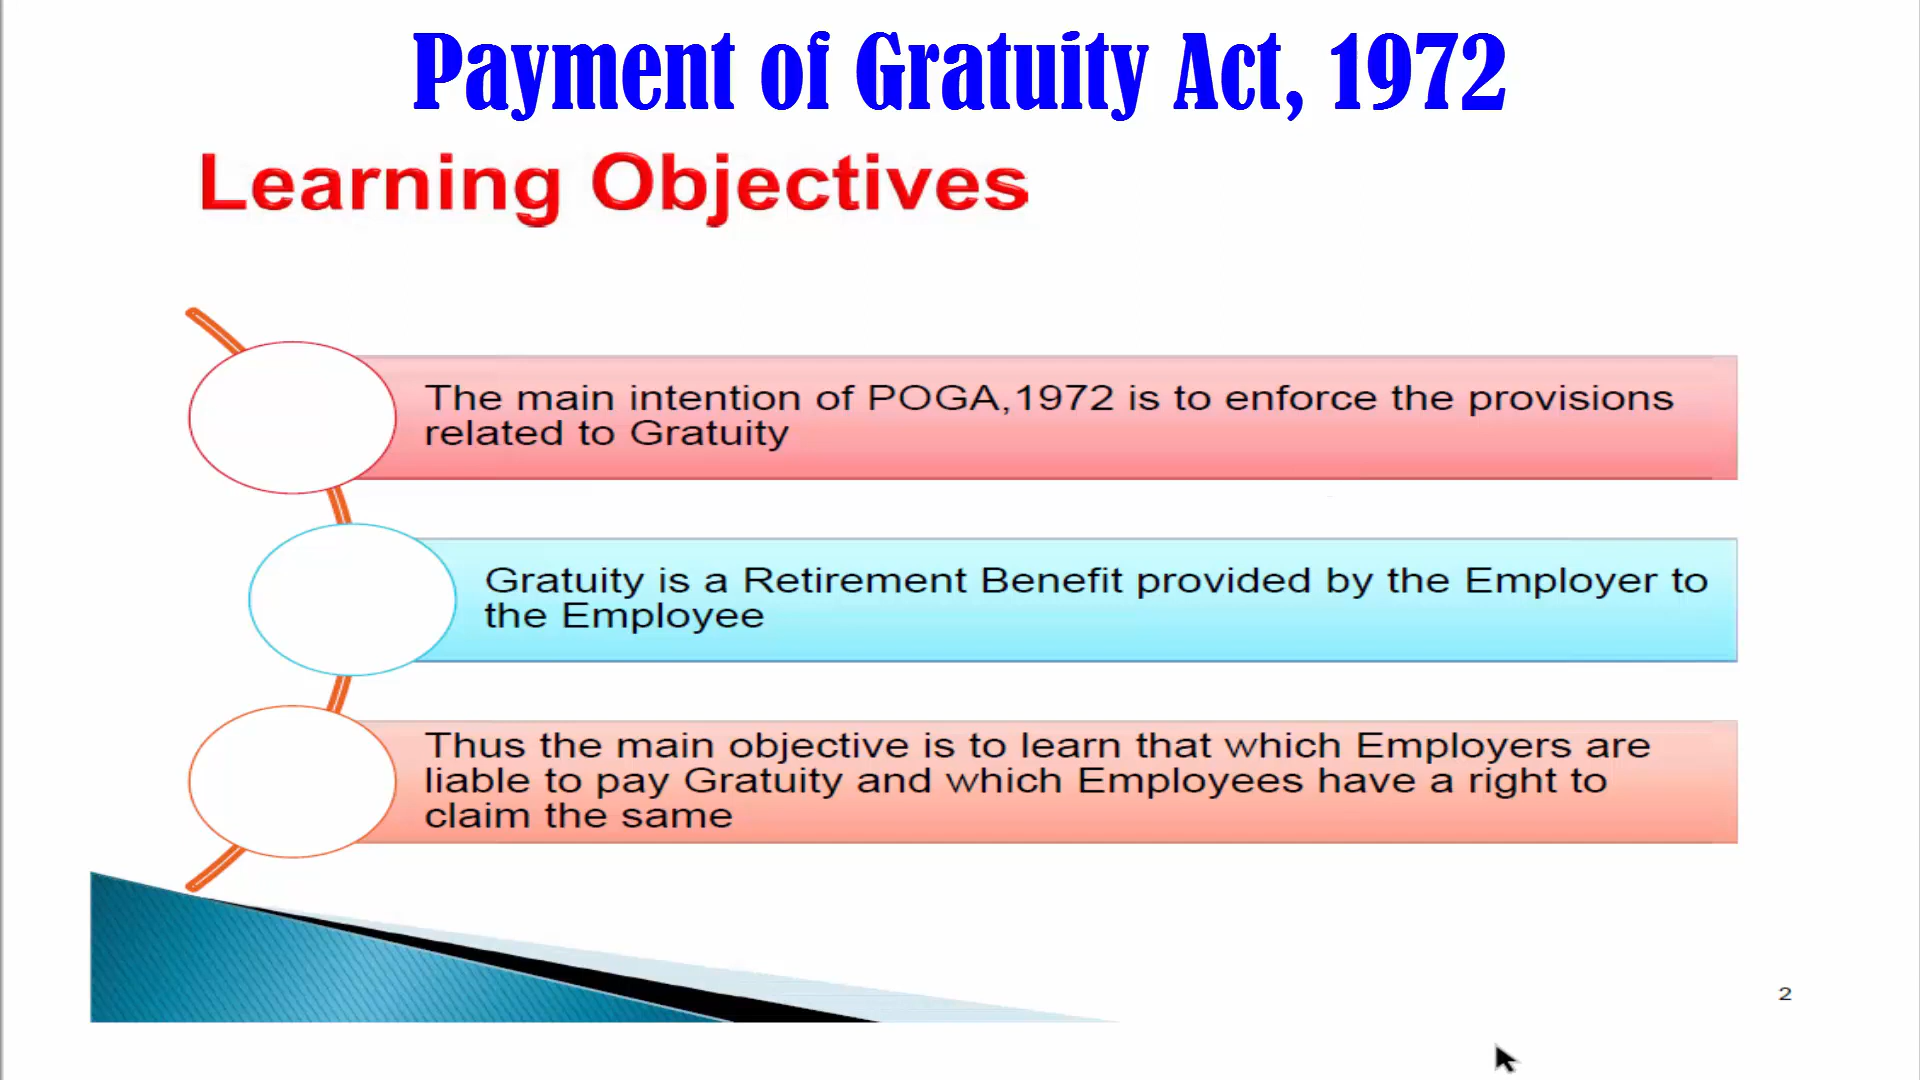 Payment of Gratuity Act, 1972
Learning Objectives
The main intention of POGA,1972 is to enforce the provisions
related to Gratuity
Gratuity is a Retirement Benefit provided by the Employer to
the Employee
Thus the main objective is to learn that which Employers are
liable to pay Gratuity and which Employees have a right to
claim the same
2